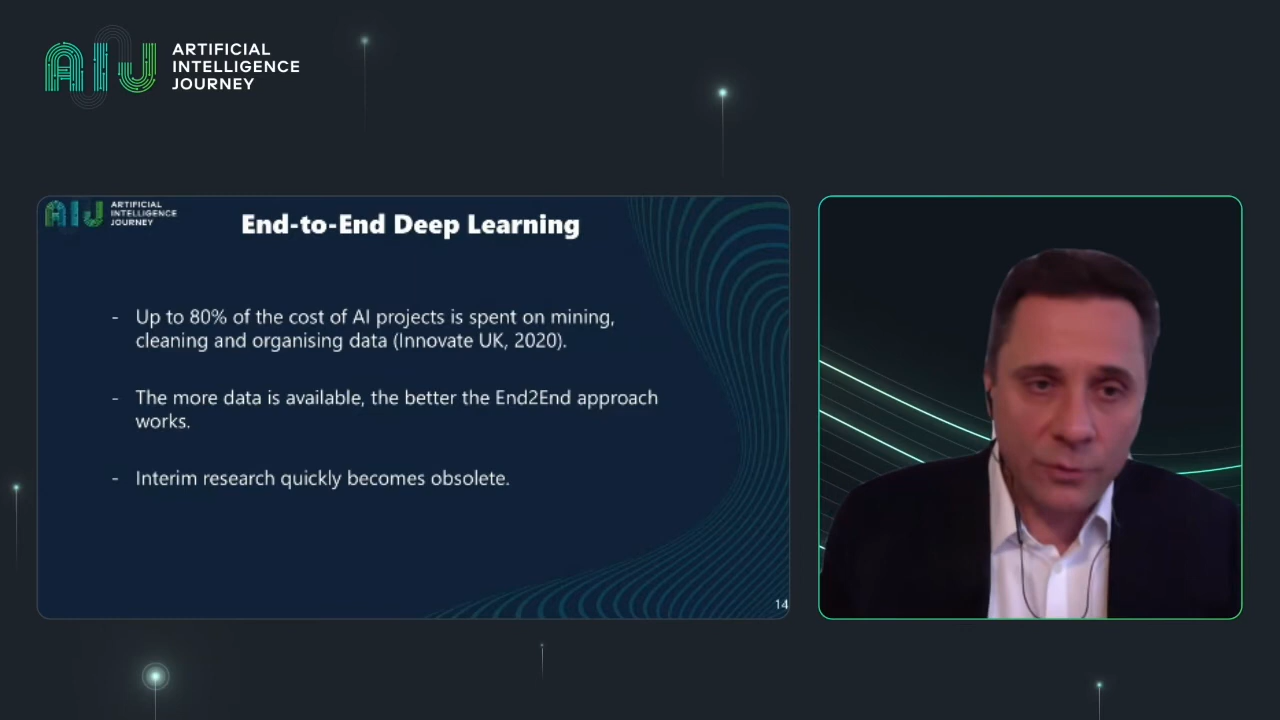 ARTIFICIAL
INTELLIGENCE
JOURNEY
AIJ
ARTIFICIAL
INTELLIGENCE
JOURNEY
AIJ
End-to-End Deep Learning
- Up to 80% of the cost of AI projects is spent on mining,
cleaning and organising data (Innovate UK, 2020).
- The more data is available, the better the End2End approach
works.
- Interim research quickly becomes obsolete.
14